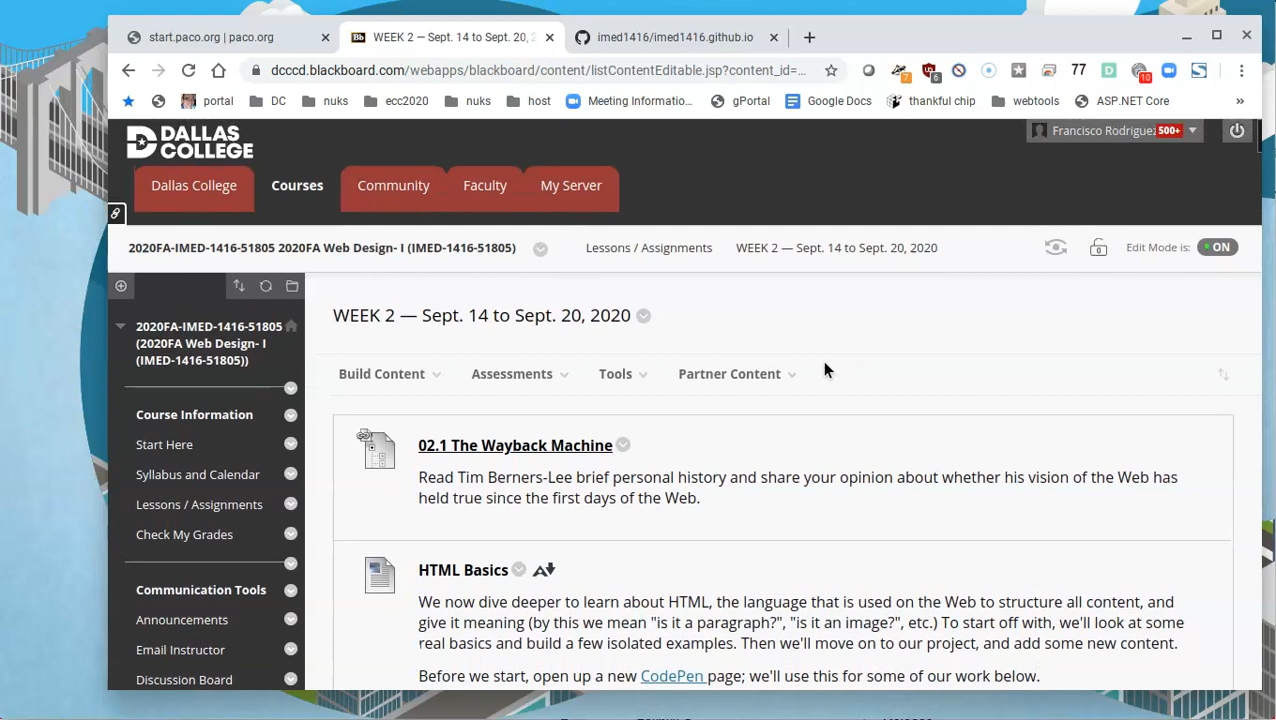 start.paco.org | paco.org
Bb WEEK 2 — Sept. 14 to Sept. 20, 2
imed1416/imed1416.github.io
dcccd.blackboard.com/webapps/blackboard/content/listContentEditable.jsp?content_id=...
7
6
77
D
10
portal
DC
nuks
ecc2020
nuks
host
Meeting Informatio...
gPortal
Google Docs
thankful chip
webtools
ASP.NET Core
»
DALLAS
COLLEGE
Francisco Rodriguez 500+
Dallas College
Courses
Community
Faculty
My Server
2020FA-IMED-1416-51805 2020FA Web Design- I (IMED-1416-51805)
Lessons / Assignments
WEEK 2 — Sept. 14 to Sept. 20, 2020
0
Edit Mode is: ON
2020FA-IMED-1416-51805
(2020FA Web Design- I
(IMED-1416-51805))
Course Information
Start Here
Syllabus and Calendar
Lessons / Assignments
Check My Grades
Communication Tools
Announcements
Email Instructor
Discussion Board
WEEK 2 — Sept. 14 to Sept. 20, 2020
Build Content
Assessments
Tools
Partner Content
02.1 The Wayback Machine
Read Tim Berners-Lee brief personal history and share your opinion about whether his vision of the Web has
held true since the first days of the Web.
HTML Basics
We now dive deeper to learn about HTML, the language that is used on the Web to structure all content, and
give it meaning (by this we mean "is it a paragraph?", "is it an image?", etc.) To start off with, we'll look at some
real basics and build a few isolated examples. Then we'll move on to our project, and add some new content.
Before we start, open up a new CodePen page; we'll use this for some of our work below.